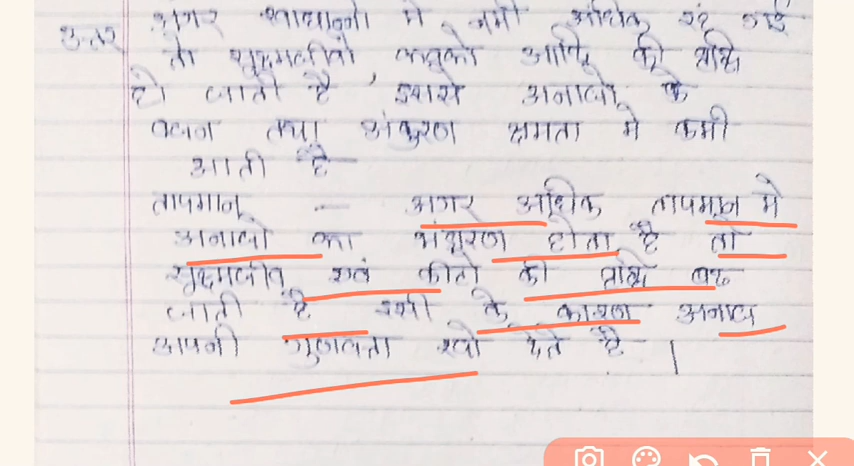 उत्तर अगर खाद्यान्नो मे नमी अधिक रह जाई
तो सूक्ष्मजीवो कवको आदि की वृद्धि
हो जाती है, इससे अनाजो के
वजन तथा अंकुरण क्षमता मे कमी
आती है
तापमान — अगर अधिक तापमान मे
अनाजो का भंडारण होता है तो
सूक्ष्मजीव एवं कीटो की वृद्धि बढ
जाती है इसी के कारण अनाज
अपनी गुणवत्ता खो देते है ।